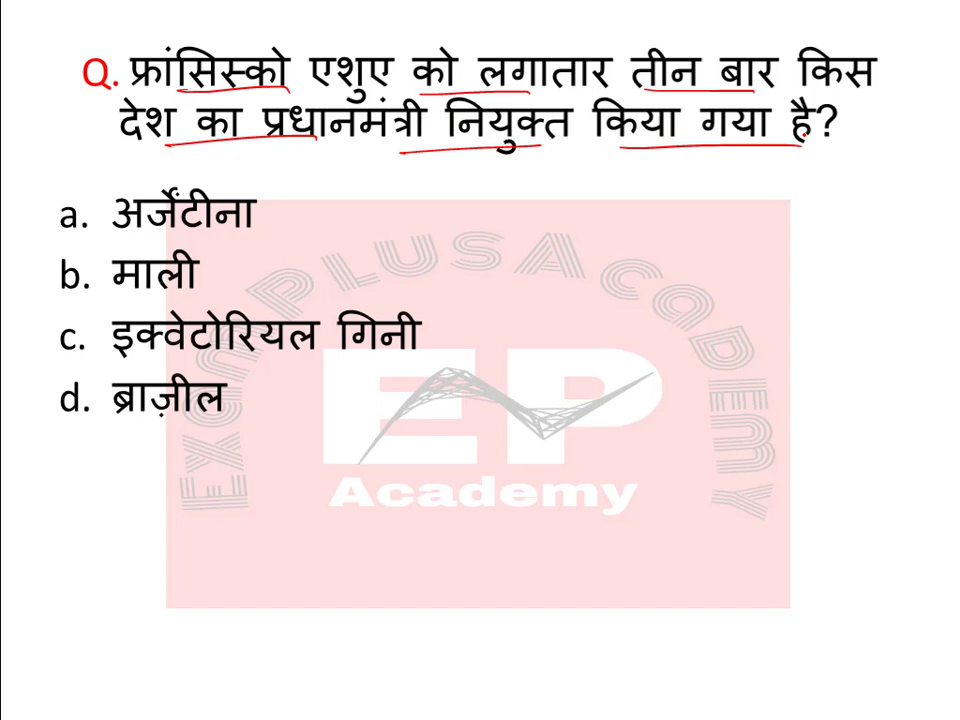 Q. फ्रांसिस्को एशुए को लगातार तीन बार किस
देश का प्रधानमंत्री नियुक्त किया गया है?
a. अर्जेंटीना
b. माली
c. इक्वेटोरियल गिनी
d. ब्राज़ील
EXAMPLUSACADEMY
EP
Academy